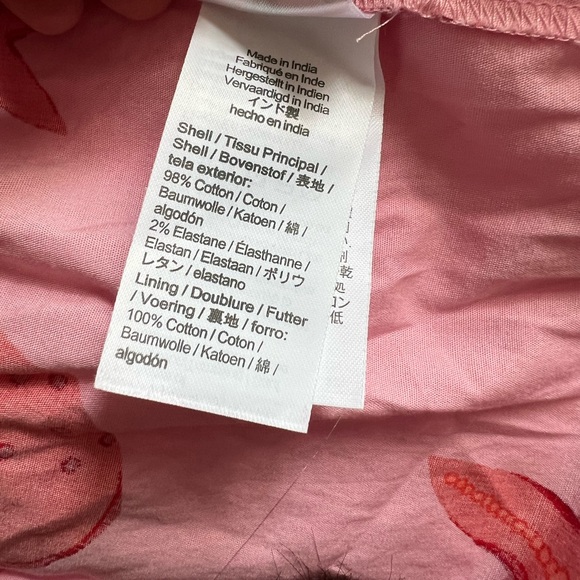 Made in India
Fabriqué en Inde
Hergestellt in Indien
Vervaardigd in India
インド製
hecho en india
Shell / Tissu Principal /
Shell / Bovenstof / 表地 /
tela exterior:
98% Cotton / Coton /
Baumwolle / Katoen / 綿 /
algodón
2% Elastane / Élasthanne /
Elastan / Elastaan / ポリウ
レタン / elastano
Lining / Doublure / Futter
/ Voering / 裏地 / forro:
100% Cotton / Coton /
Baumwolle / Katoen / 綿 /
algodón